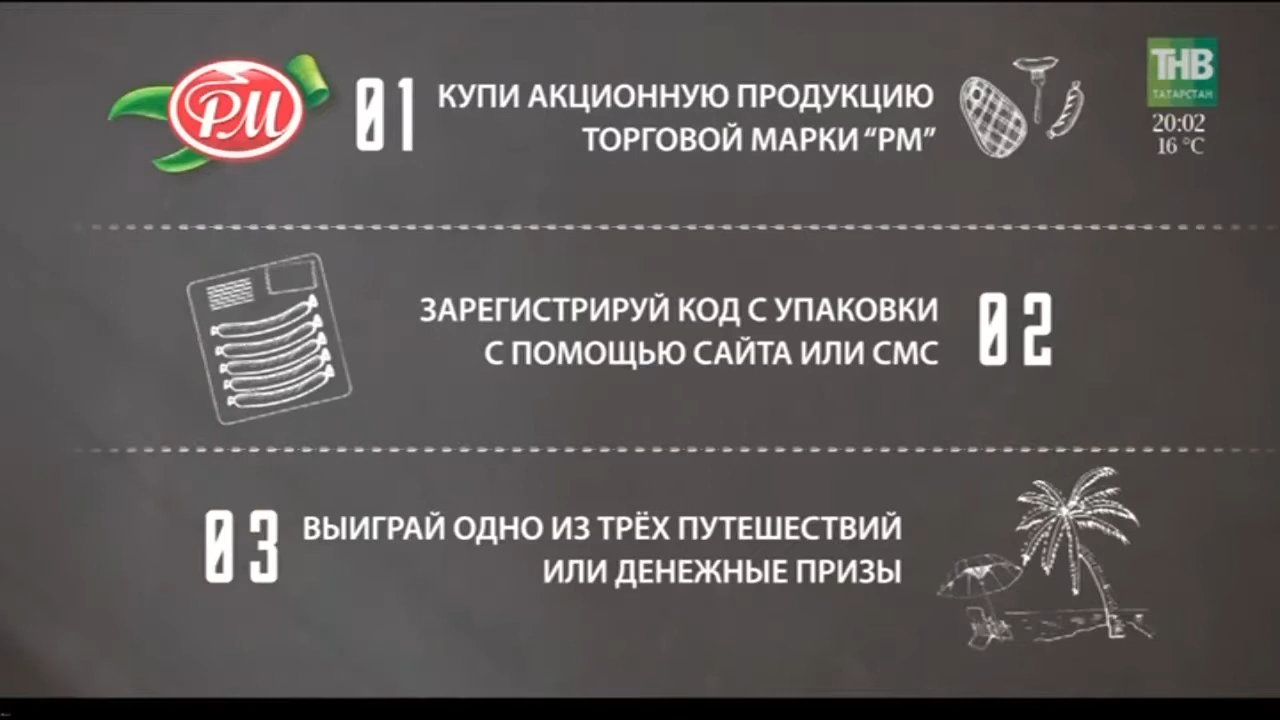 РМ
01
КУПИ АКЦИОННУЮ ПРОДУКЦИЮ
ТОРГОВОЙ МАРКИ “РМ”
ТНВ
ТАТАРСТАН
20:02
16 °C
ЗАРЕГИСТРИРУЙ КОД С УПАКОВКИ
С ПОМОЩЬЮ САЙТА ИЛИ СМС
02
03
ВЫИГРАЙ ОДНО ИЗ ТРЁХ ПУТЕШЕСТВИЙ
ИЛИ ДЕНЕЖНЫЕ ПРИЗЫ